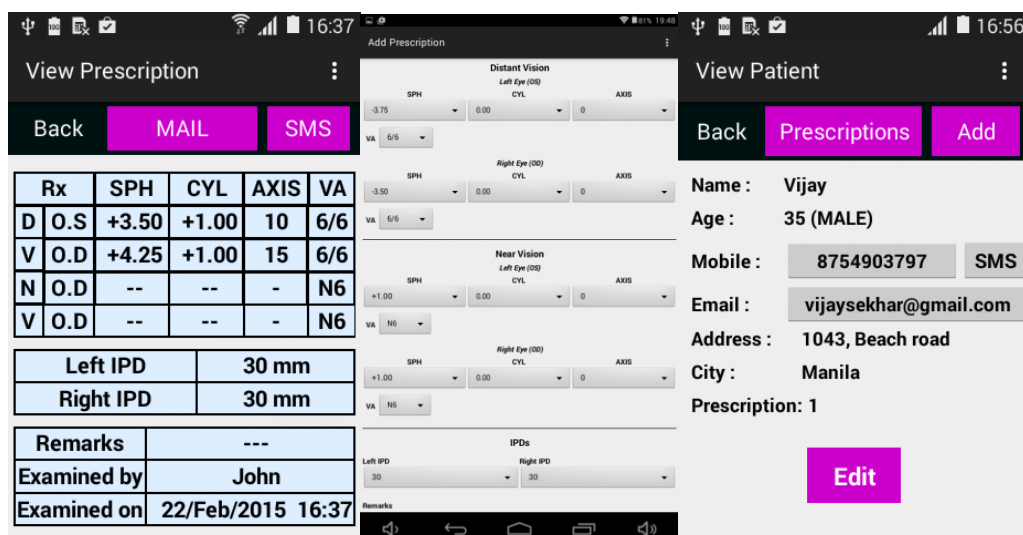 16:37
View Prescription
Back MAIL SMS
Rx SPH CYL AXIS VA
D O.S +3.50 +1.00 10 6/6
V O.D +4.25 +1.00 15 6/6
N O.D -- -- - N6
V O.D -- -- - N6
Left IPD 30 mm
Right IPD 30 mm
Remarks ---
Examined by John
Examined on 22/Feb/2015 16:37
81% 19:48
Add Prescription
Distant Vision
Left Eye (OS)
SPH CYL AXIS
-3.75 0.00 0
VA 6/6
Right Eye (OD)
SPH CYL AXIS
-3.50 0.00 0
VA 6/6
Near Vision
Left Eye (OS)
SPH CYL AXIS
+1.00 0.00 0
VA N6
Right Eye (OD)
SPH CYL AXIS
+1.00 0.00 0
VA N6
IPDs
Left IPD Right IPD
30 30
Remarks
16:56
View Patient
Back Prescriptions Add
Name : Vijay
Age : 35 (MALE)
Mobile : 8754903797 SMS
Email : vijaysekhar@gmail.com
Address : 1043, Beach road
City : Manila
Prescription: 1
Edit